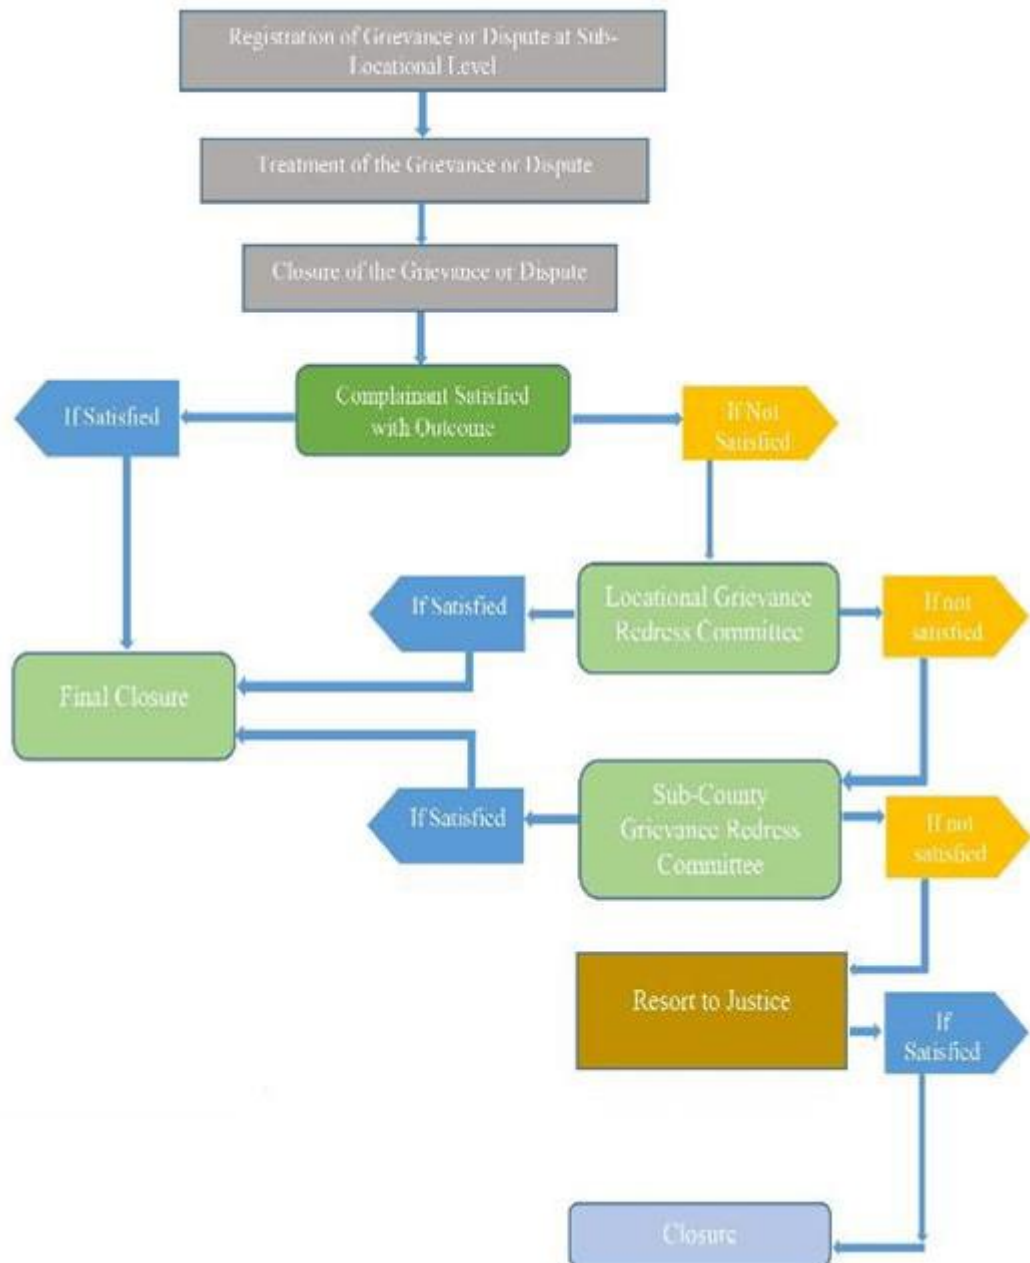 Registration of Grievance or Dispute at Sub-
Locational Level
Treatment of the Grievance or Dispute
Closure of the Grievance or Dispute
Complainant Satisfied
with Outcome
If Satisfied
If Not
Satisfied
Locational Grievance
Redress Committee
If Satisfied
If not
satisfied
Final Closure
Sub-County
Grievance Redress
Committee
If Satisfied
If not
satisfied
Resort to Justice
If
Satisfied
Closure